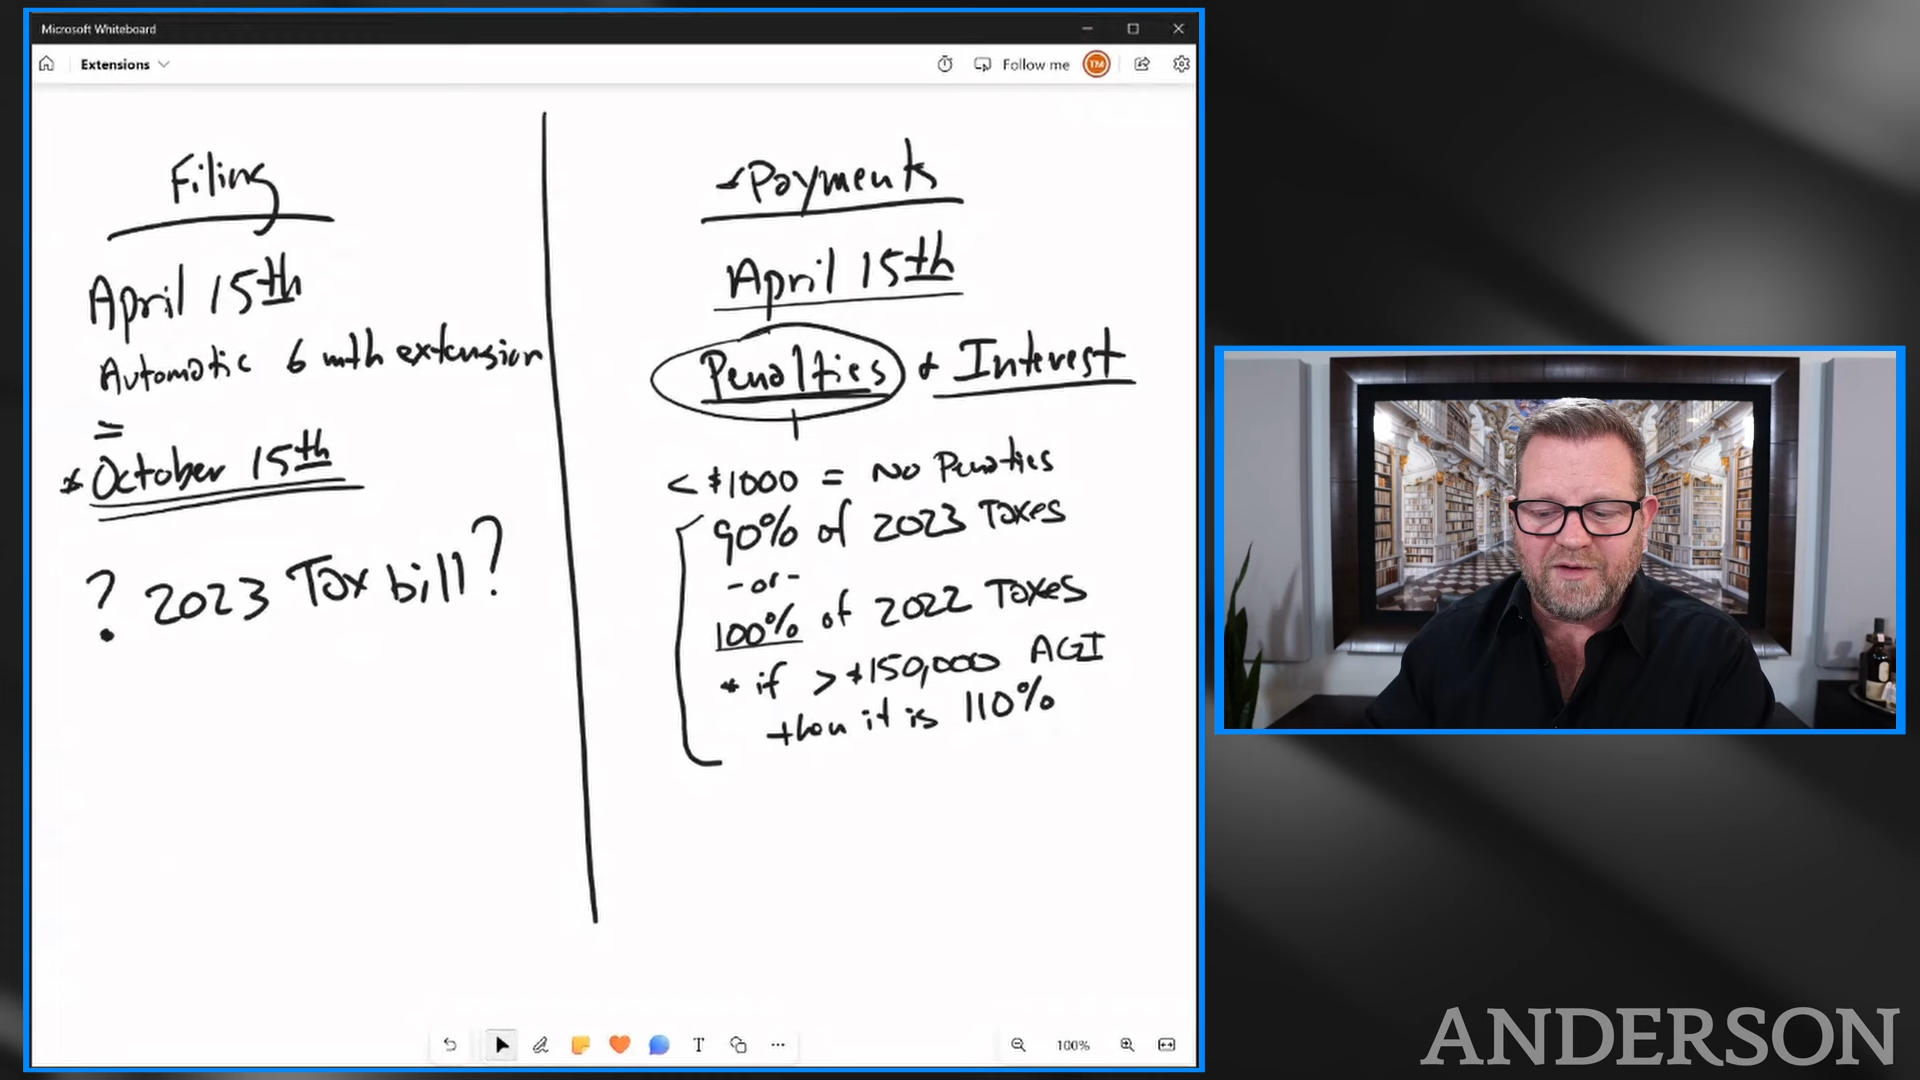 Microsoft Whiteboard
Extensions
Follow me
TM
Filing
April 15th
Automatic 6 mth extension
=
* October 15th
? 2023 Tax bill?
Payments
April 15th
Penalties + Interest
< $1000 = No Penalties
90% of 2023 Taxes
-or-
100% of 2022 Taxes
* if > $150,000 AGI
then it is 110%
T
100%
ANDERSON